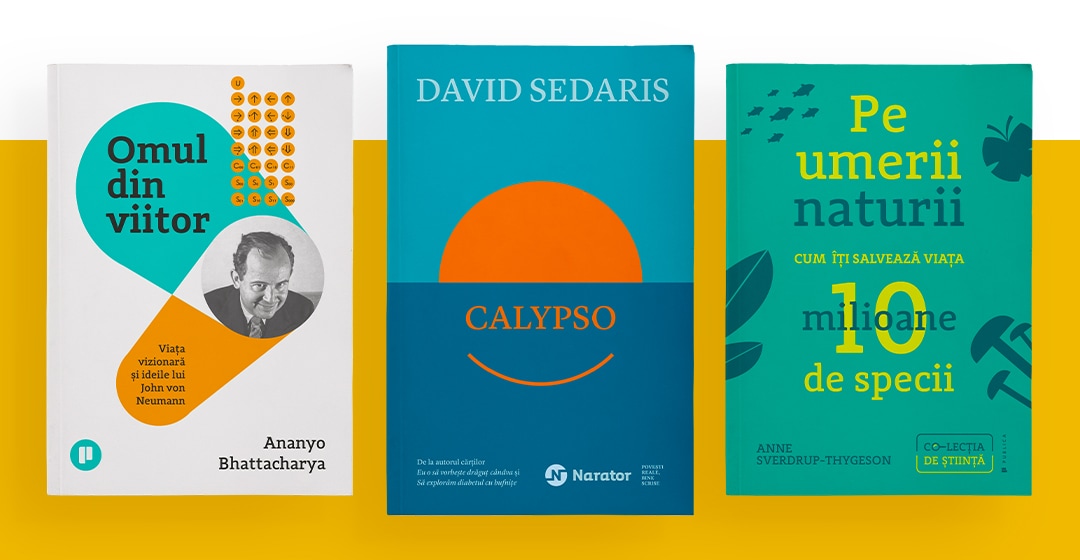 Omul
din
viitor
U
Viața
vizionară
și ideile lui
John von
Neumann
Ananyo
Bhattacharya
DAVID SEDARIS
CALYPSO
De la autorul cărților
Eu o să vorbește drăguț cândva și
Să explorăm diabetul cu bufnițe
Narator
POVEȘTI
REALE,
BINE
SCRISE
Pe
umerii
naturii
CUM ÎȚI SALVEAZĂ VIAȚA
10
milioane
de specii
ANNE
SVERDRUP-THYGESON
CO-LECȚIA
DE ȘTIINȚĂ
PUBLICA